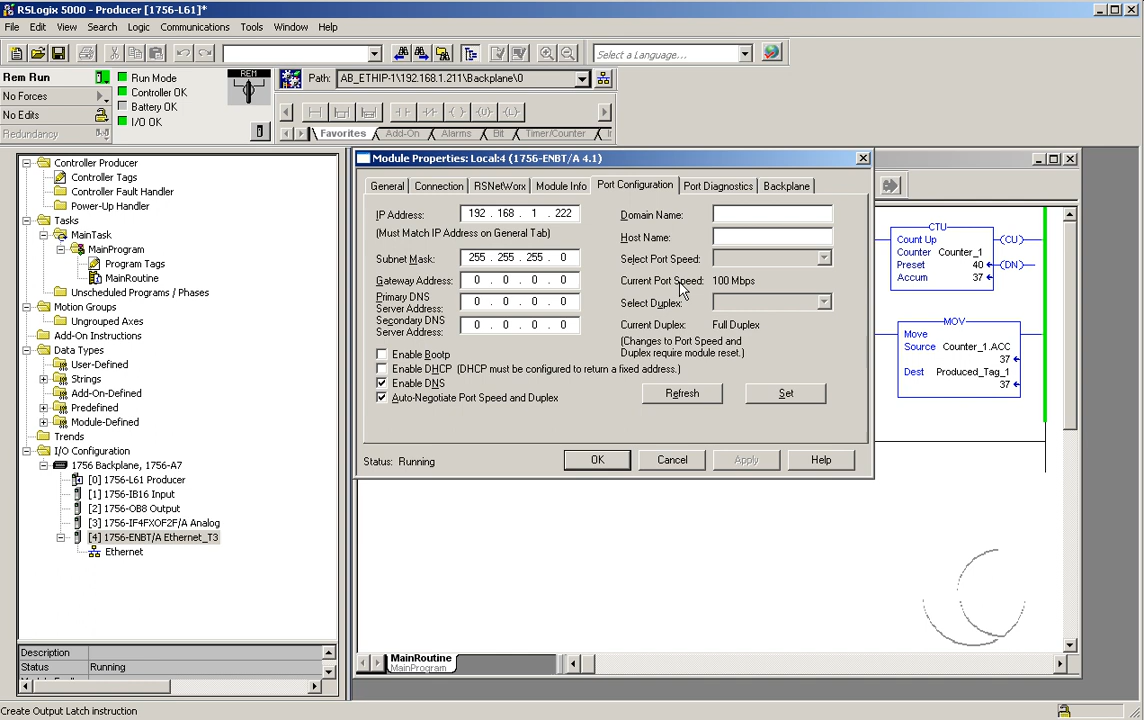 RSLogix 5000 - Producer [1756-L61]*
File Edit View Search Logic Communications Tools Window Help
Select a Language...
Rem Run
Run Mode
No Forces
Controller OK
Battery OK
No Edits
I/O OK
Redundancy
REM
Path: AB_ETHIP-1\192.168.1.211\Backplane\0
Favorites Add-On Alarms Bit Timer/Counter
Controller Producer
Controller Tags
Controller Fault Handler
Power-Up Handler
Tasks
MainTask
MainProgram
Program Tags
MainRoutine
Unscheduled Programs / Phases
Motion Groups
Ungrouped Axes
Add-On Instructions
Data Types
User-Defined
Strings
Add-On-Defined
Predefined
Module-Defined
Trends
I/O Configuration
1756 Backplane, 1756-A7
[0] 1756-L61 Producer
[1] 1756-IB16 Input
[2] 1756-OB8 Output
[3] 1756-IF4FXOF2F/A Analog
[4] 1756-ENBT/A Ethernet_T3
Ethernet
Description
Status Running
Module Properties: Local:4 (1756-ENBT/A 4.1)
General Connection RSNetWorx Module Info Port Configuration Port Diagnostics Backplane
IP Address: 192 . 168 . 1 . 222
(Must Match IP Address on General Tab)
Subnet Mask: 255 . 255 . 255 . 0
Gateway Address: 0 . 0 . 0 . 0
Primary DNS
Server Address: 0 . 0 . 0 . 0
Secondary DNS
Server Address: 0 . 0 . 0 . 0
Domain Name:
Host Name:
Select Port Speed:
Current Port Speed: 100 Mbps
Select Duplex:
Current Duplex: Full Duplex
(Changes to Port Speed and
Duplex require module reset.)
Enable Bootp
Enable DHCP (DHCP must be configured to return a fixed address.)
Enable DNS
Auto-Negotiate Port Speed and Duplex
Refresh Set
Status: Running
OK Cancel Apply Help
CTU
Count Up
Counter Counter_1
Preset 40
Accum 37
(CU)
(DN)
MOV
Move
Source Counter_1.ACC
37
Dest Produced_Tag_1
37
MainRoutine
MainProgram
Create Output Latch instruction